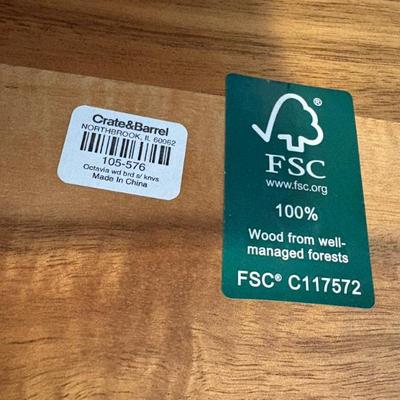 Crate&Barrel
NORTHBROOK, IL 60062
105-576
Octavia wd brd s/ knvs
Made In China
®
FSC
www.fsc.org
100%
Wood from well-
managed forests
FSC® C117572